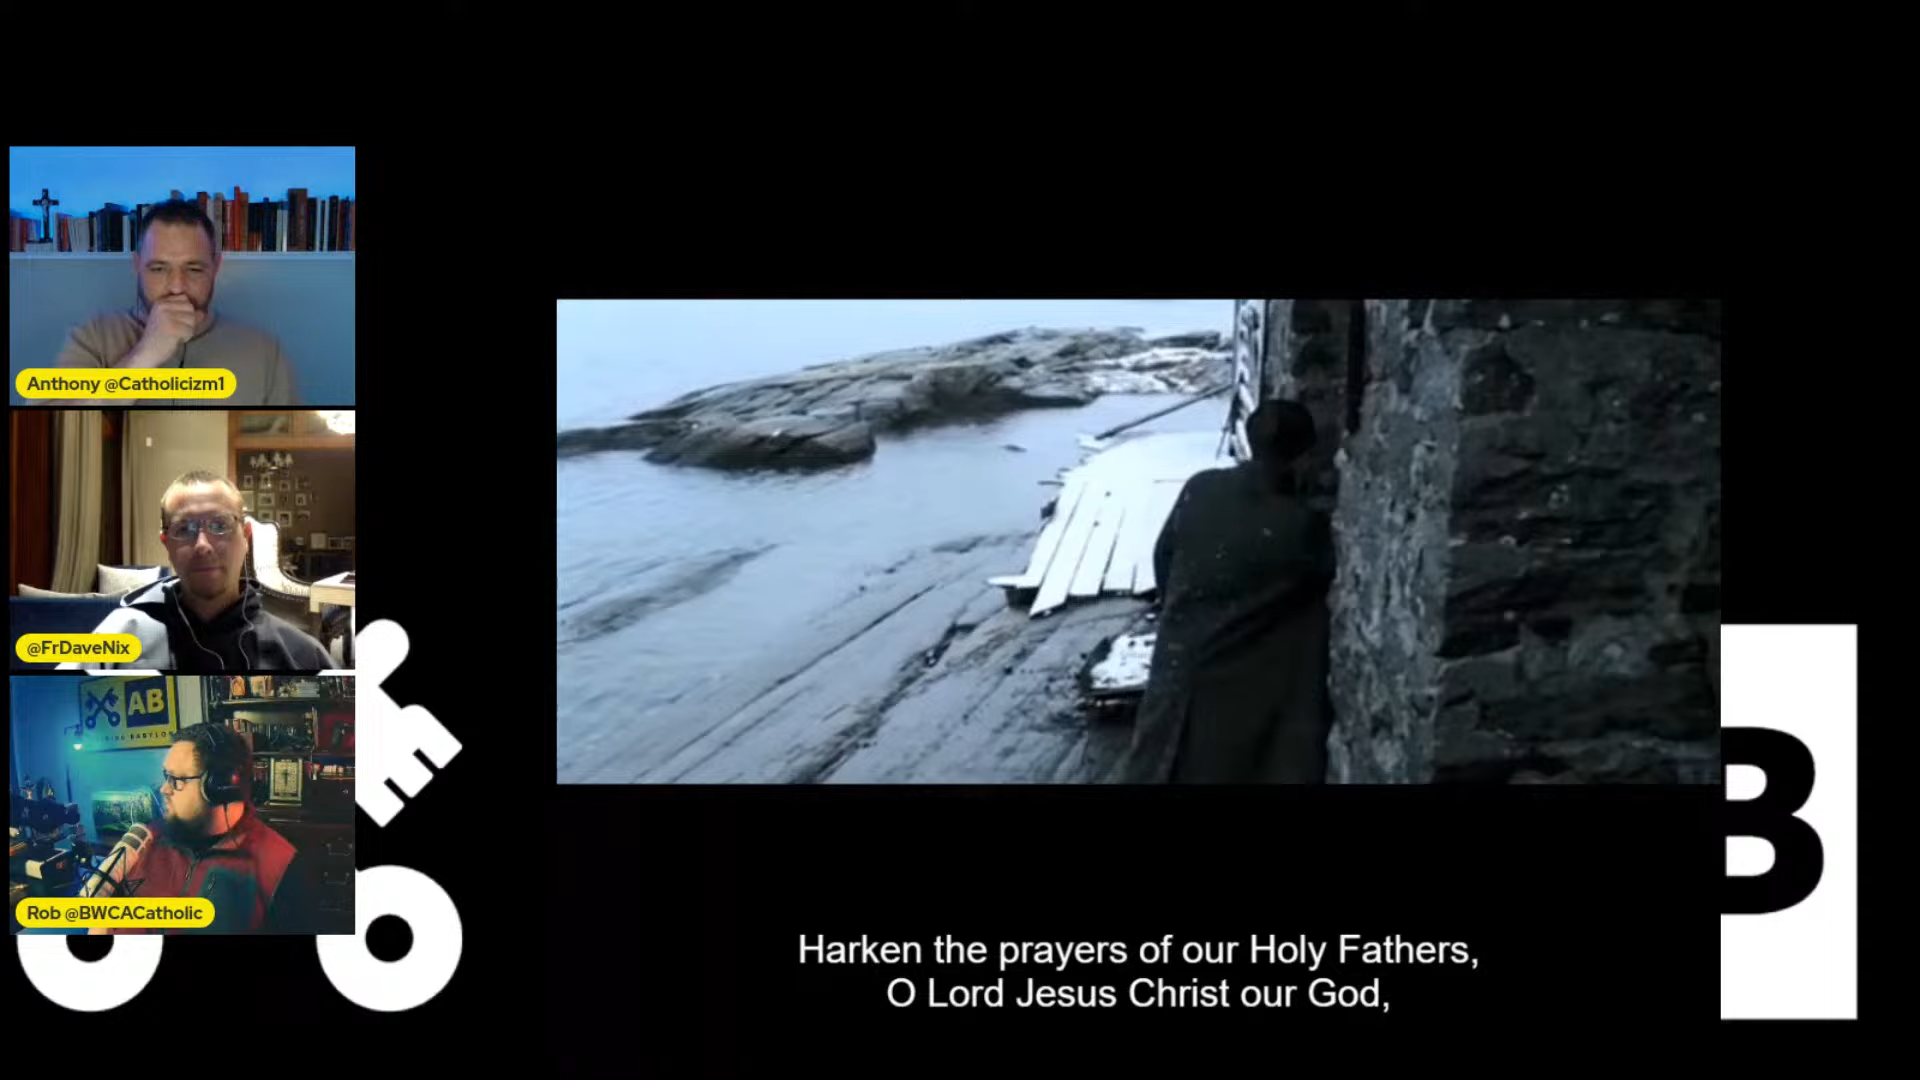 Anthony @Catholicizm1
@FrDaveNix
AB
Rob @BWCACatholic
B
Harken the prayers of our Holy Fathers,
O Lord Jesus Christ our God,